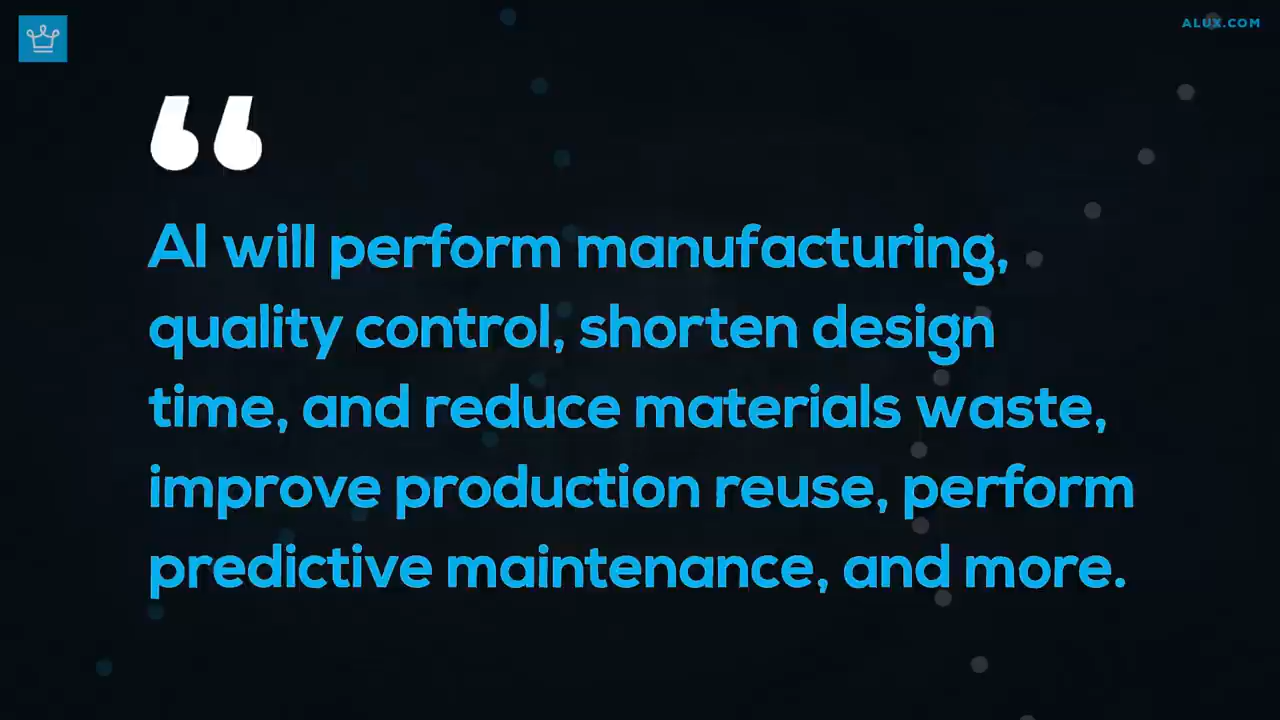 ALUX.COM
“
AI will perform manufacturing,
quality control, shorten design
time, and reduce materials waste,
improve production reuse, perform
predictive maintenance, and more.